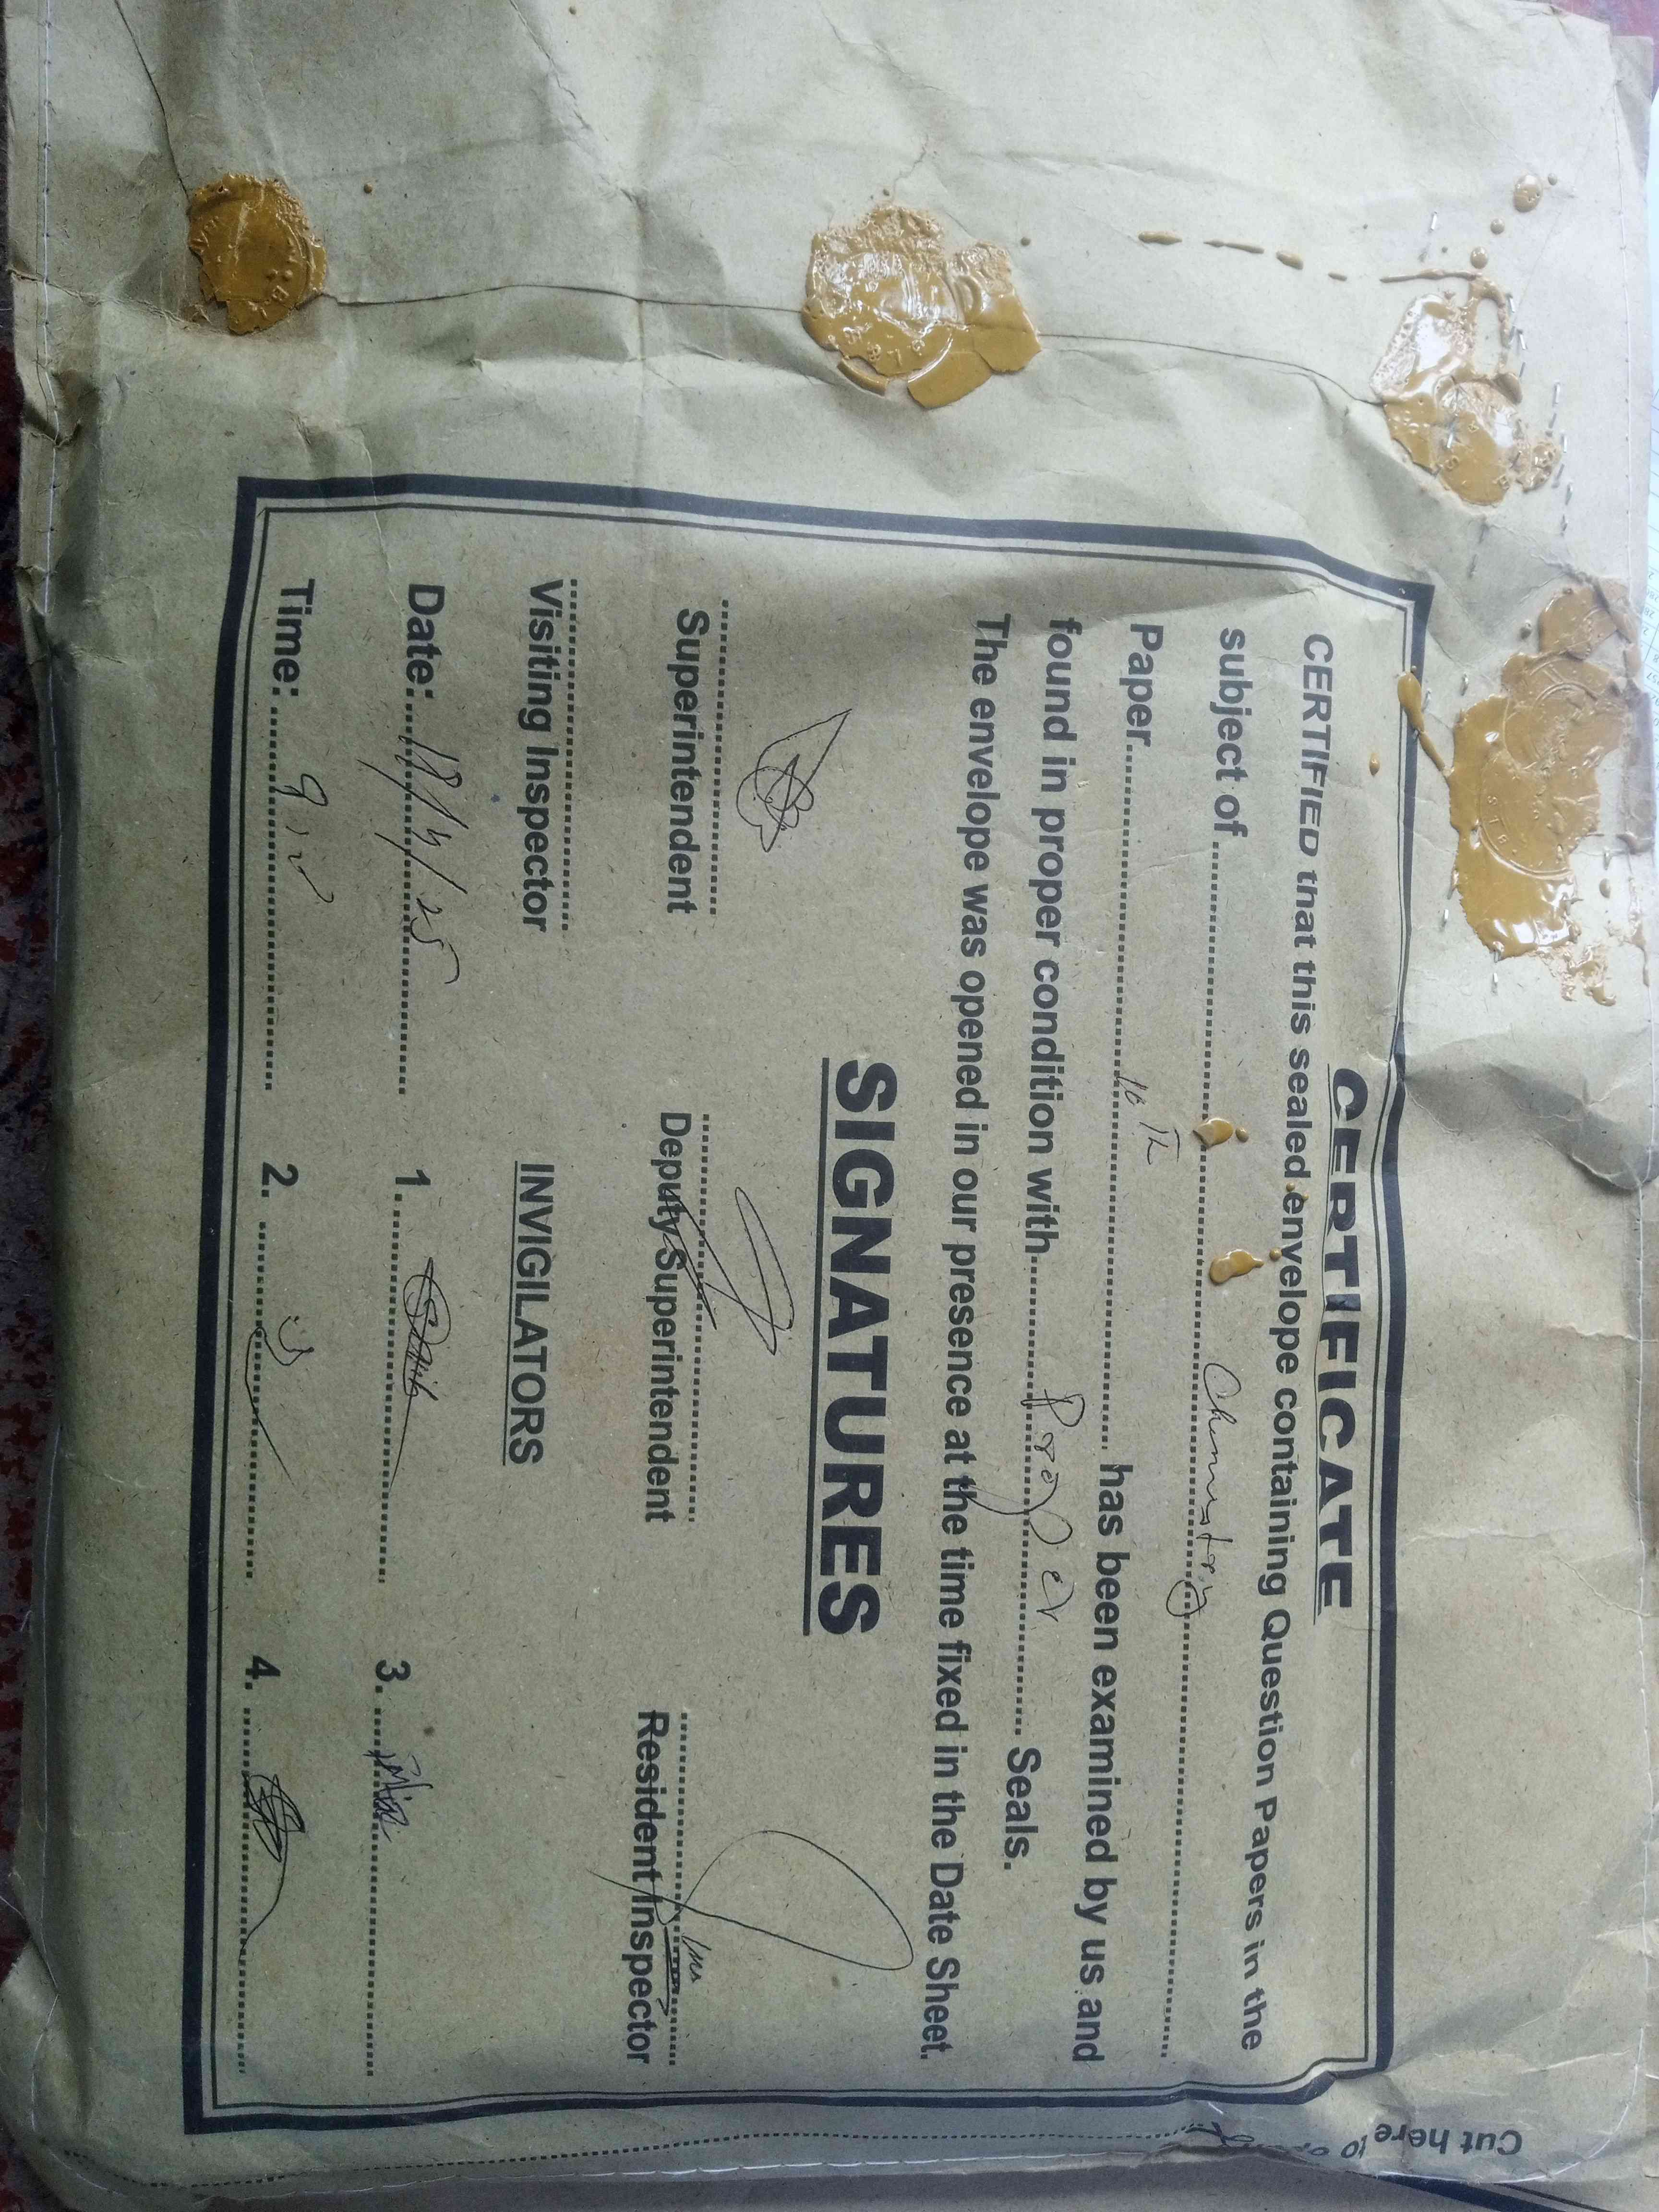 CERTIFICATE
CERTIFIED that this sealed envelope containing Question Papers in the
subject of .......... Chemistry ..........
Paper.......... 10th .......... has been examined by us and
found in proper condition with.......... Proper .......... Seals.
The envelope was opened in our presence at the time fixed in the Date Sheet.
SIGNATURES
Superintendent Deputy Superintendent Resident Inspector
Visiting Inspector INVIGILATORS
Date:.......... 1. .......... 3. ..........
Time: .......... 2. .......... 4. ..........
Cut here to